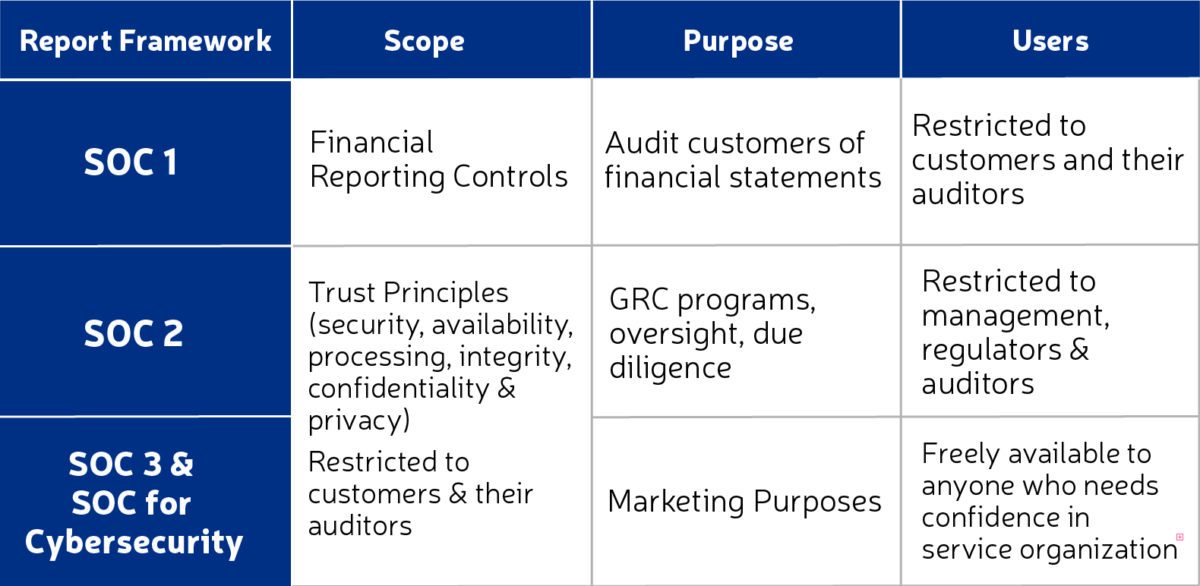 Report Framework
Scope
Purpose
Users
SOC 1
Financial
Reporting Controls
Audit customers of
financial statements
Restricted to
customers and their
auditors
SOC 2
Trust Principles
(security, availability,
processing, integrity,
confidentiality &
privacy)
Restricted to
customers & their
auditors
GRC programs,
oversight, due
diligence
Restricted to
management,
regulators &
auditors
SOC 3 &
SOC for
Cybersecurity
Marketing Purposes
Freely available to
anyone who needs
confidence in
service organization